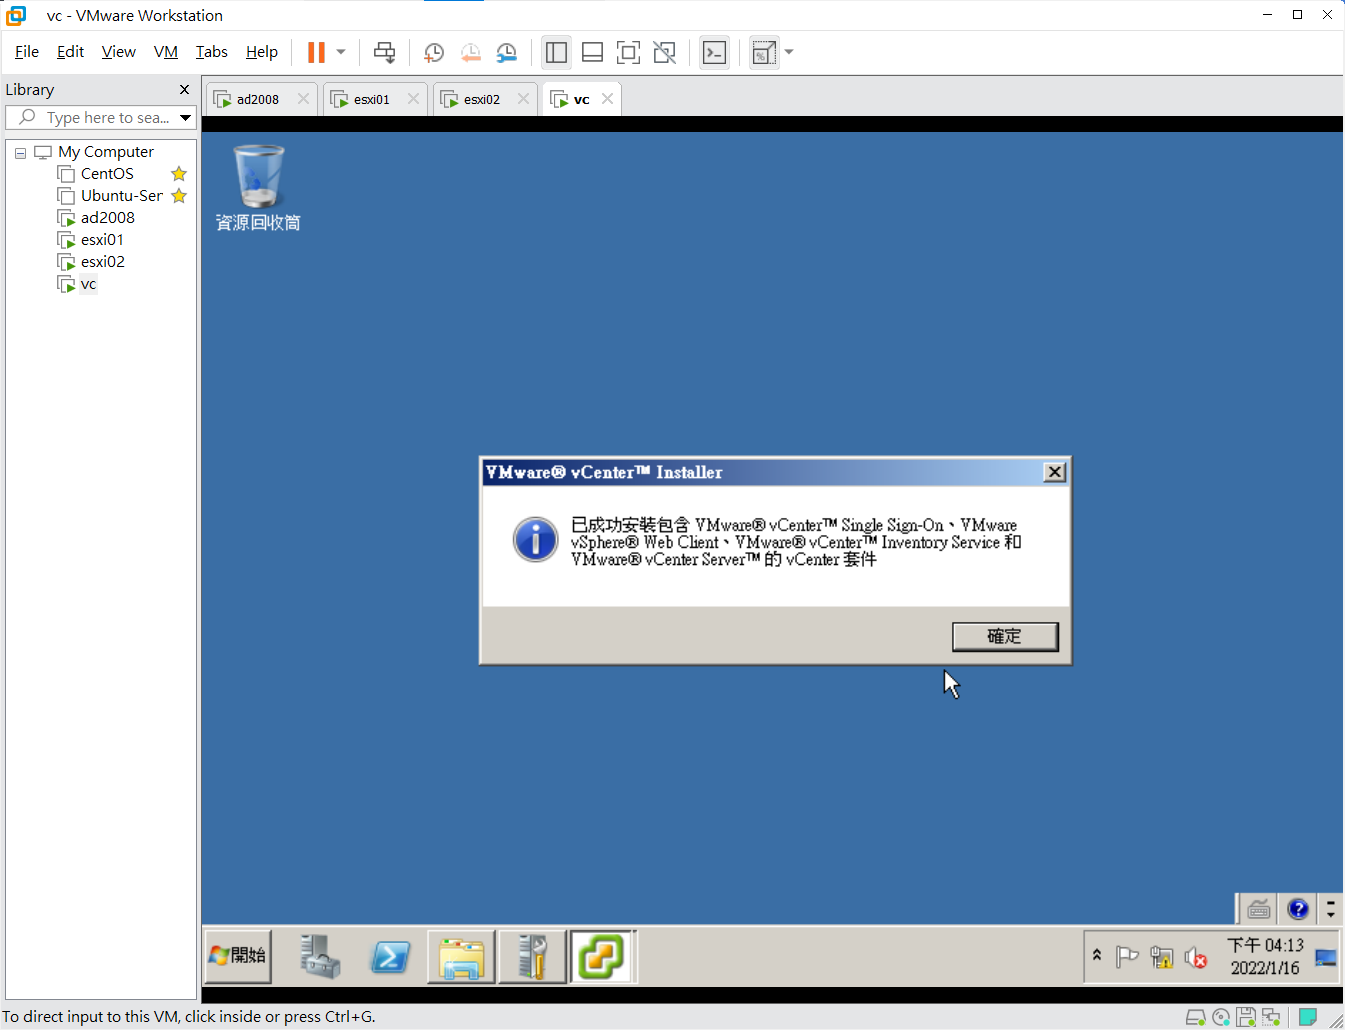 vc - VMware Workstation
File Edit View VM Tabs Help
Library
Type here to sea...
ad2008 esxi01 esxi02 vc
My Computer
CentOS
Ubuntu-Ser
ad2008
esxi01
esxi02
vc
資源回收筒
VMware® vCenter™ Installer
已成功安裝包含 VMware® vCenter™ Single Sign-On、VMware
vSphere® Web Client、VMware® vCenter™ Inventory Service 和
VMware® vCenter Server™ 的 vCenter 套件
確定
開始
下午 04:13
2022/1/16
To direct input to this VM, click inside or press Ctrl+G.